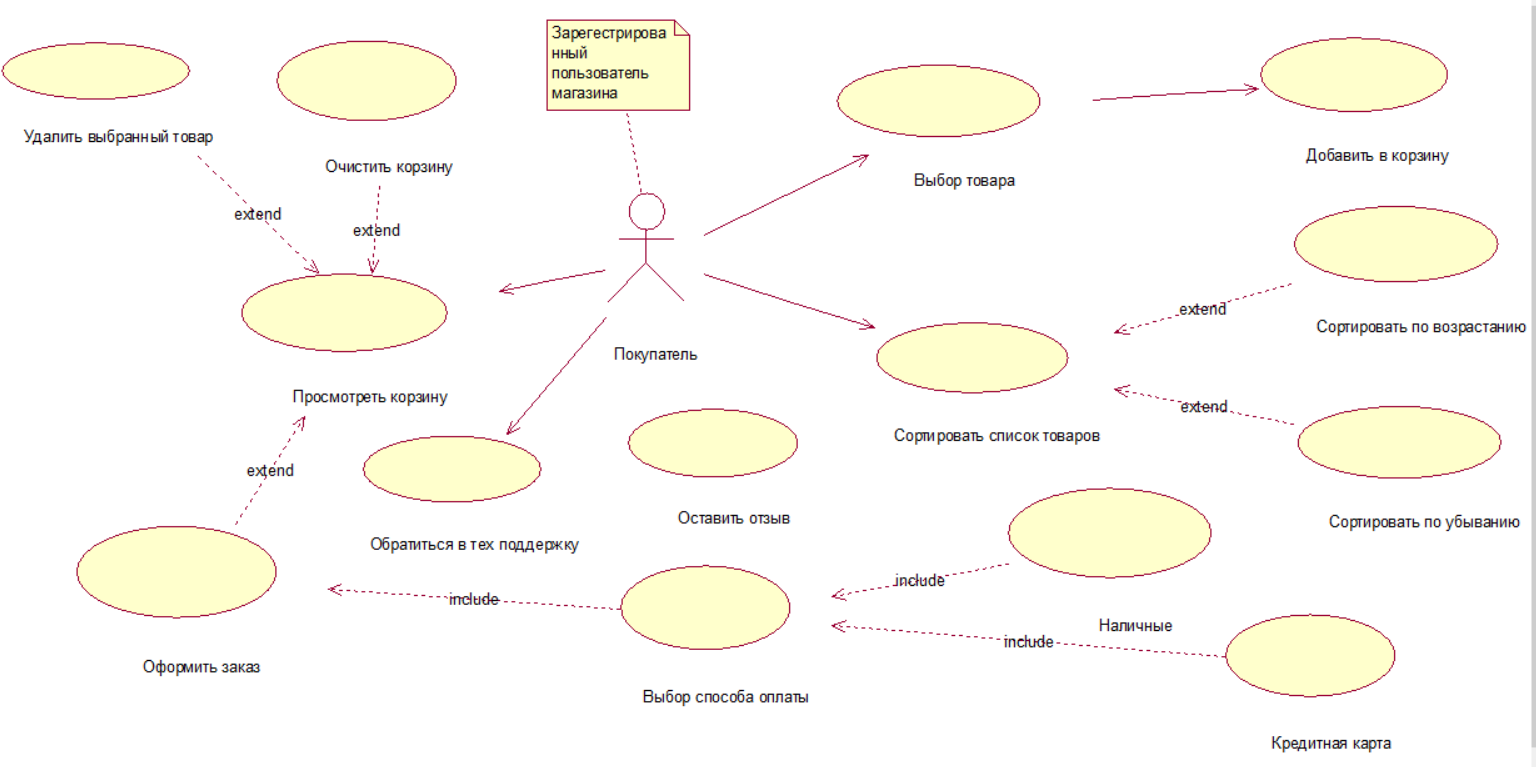 Зарегестрирова
нный
пользователь
магазина
Удалить выбранный товар
Очистить корзину
Выбор товара
Добавить в корзину
extend
extend
extend
Сортировать по возрастанию
Покупатель
Просмотреть корзину
extend
Сортировать список товаров
extend
Оставить отзыв
Сортировать по убыванию
Обратиться в тех поддержку
include
include
Наличные
include
Оформить заказ
Выбор способа оплаты
Кредитная карта